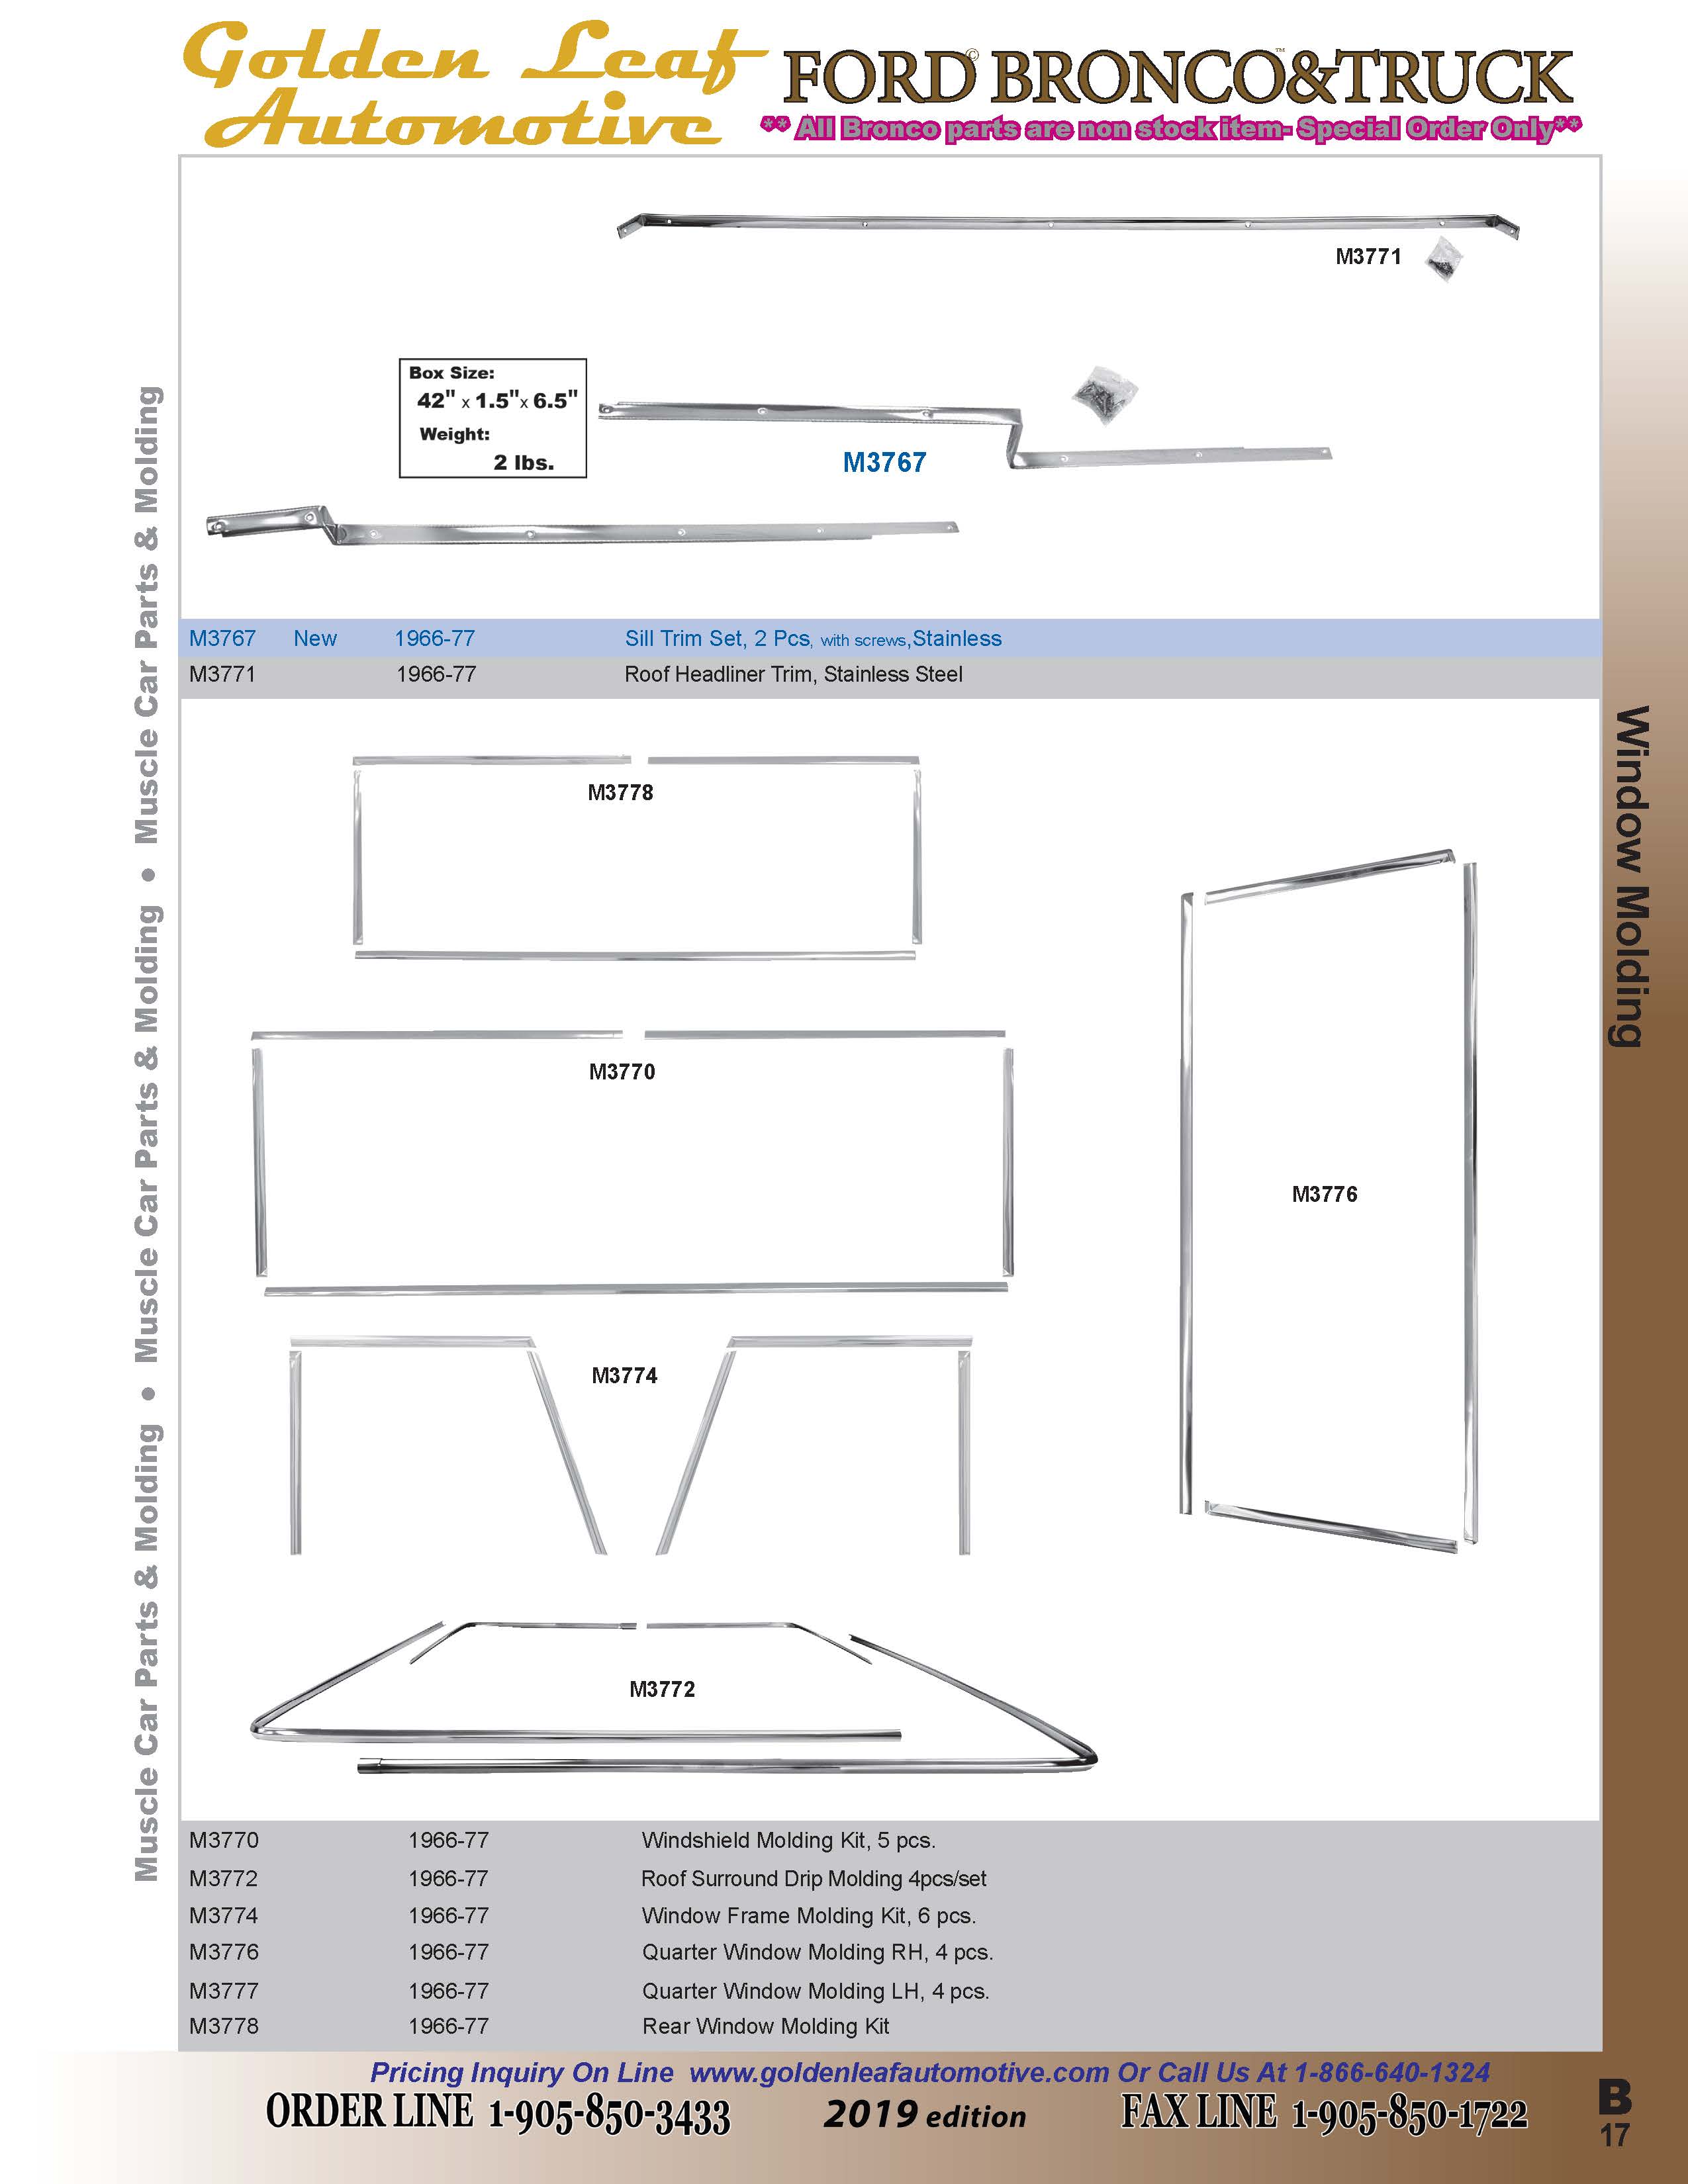 Golden Leaf
Automotive
FORD© BRONCO™&TRUCK
** All Bronco parts are non stock item- Special Order Only**
M3771
Box Size:
42" x 1.5"x 6.5"
Weight:
2 lbs.
M3767
M3767 New 1966-77 Sill Trim Set, 2 Pcs, with screws,Stainless
M3771 1966-77 Roof Headliner Trim, Stainless Steel
M3778
M3770
M3776
M3774
M3772
M3770 1966-77 Windshield Molding Kit, 5 pcs.
M3772 1966-77 Roof Surround Drip Molding 4pcs/set
M3774 1966-77 Window Frame Molding Kit, 6 pcs.
M3776 1966-77 Quarter Window Molding RH, 4 pcs.
M3777 1966-77 Quarter Window Molding LH, 4 pcs.
M3778 1966-77 Rear Window Molding Kit
Muscle Car Parts & Molding • Muscle Car Parts & Molding • Muscle Car Parts & Molding
Window Molding
Pricing Inquiry On Line www.goldenleafautomotive.com Or Call Us At 1-866-640-1324
ORDER LINE 1-905-850-3433 2019 edition FAX LINE 1-905-850-1722
B
17